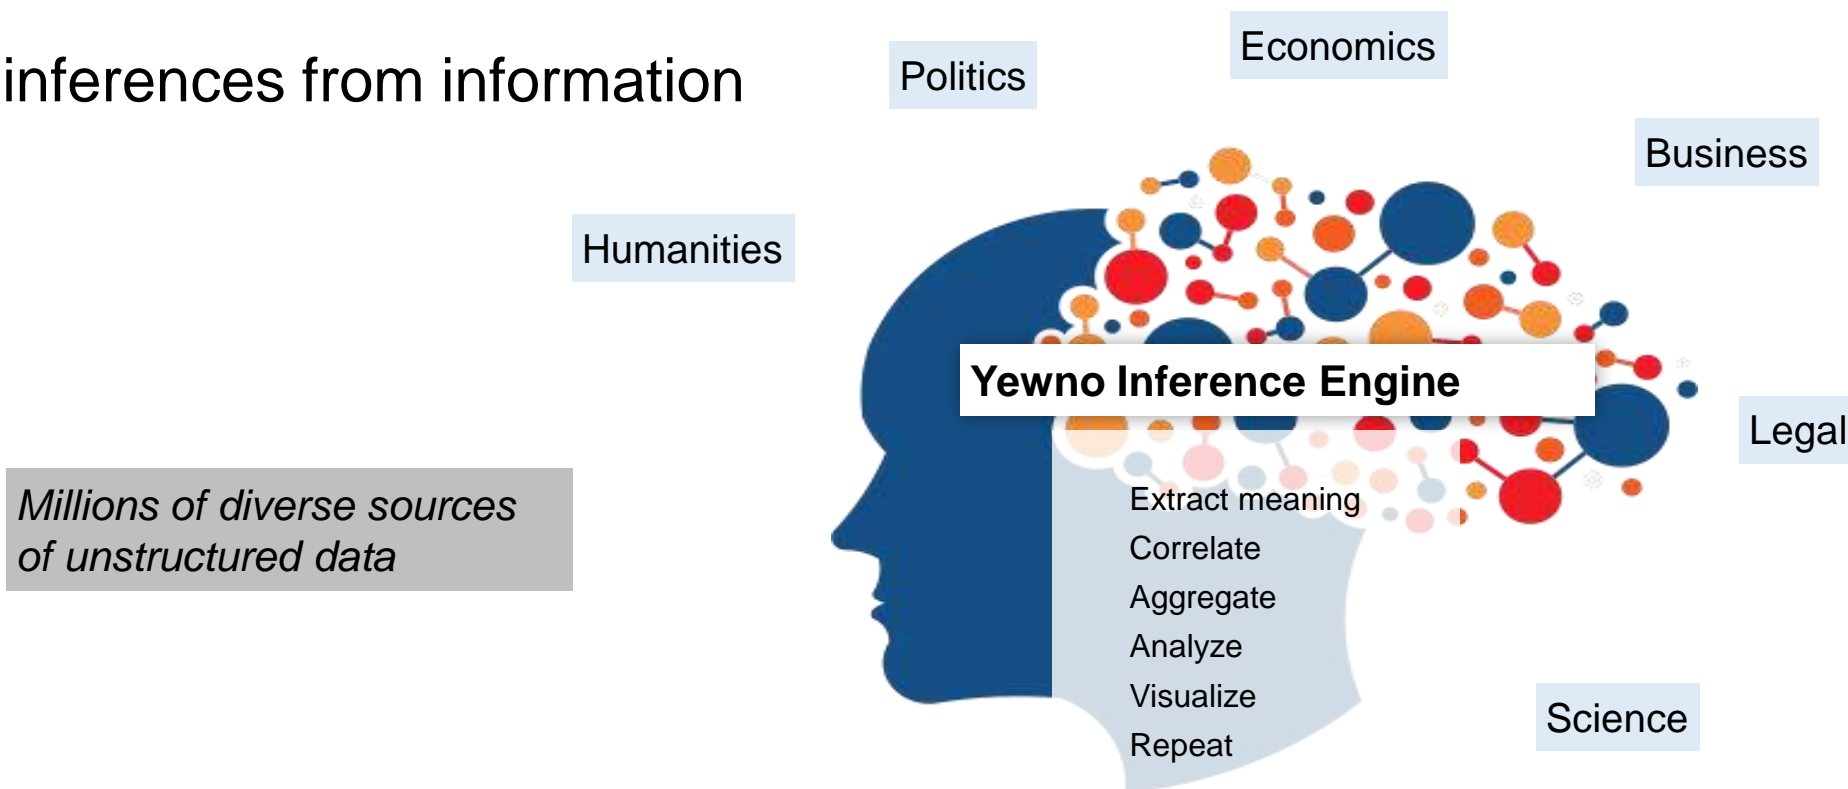 Economics
Politics
inferences from information
Business
Humanities
Yewno Inference Engine
Legal
Millions of diverse sources
of unstructured data
Extract meaning
Correlate
Aggregate
Analyze
Visualize
Repeat
Science